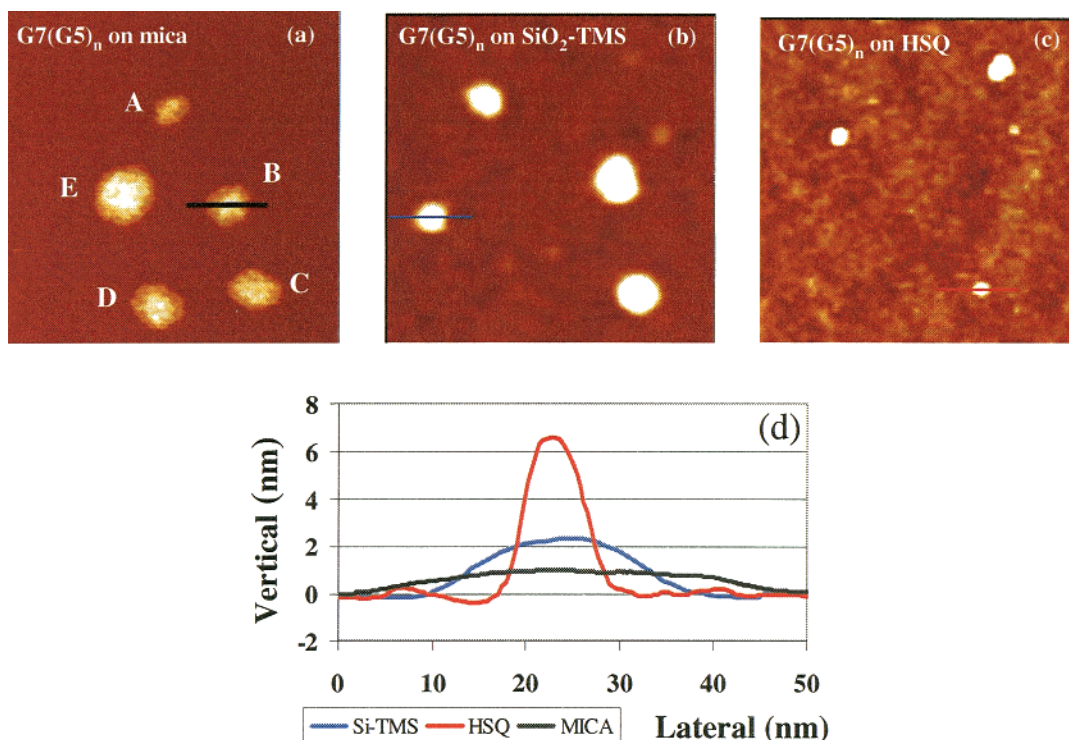 G7(G5)n on mica (a)
A
E
B
D
C
G7(G5)n on SiO2-TMS (b)
G7(G5)n on HSQ (c)
(d)
Vertical (nm)
8
6
4
2
0
-2
0 10 20 30 40 50
Si-TMS HSQ MICA
Lateral (nm)